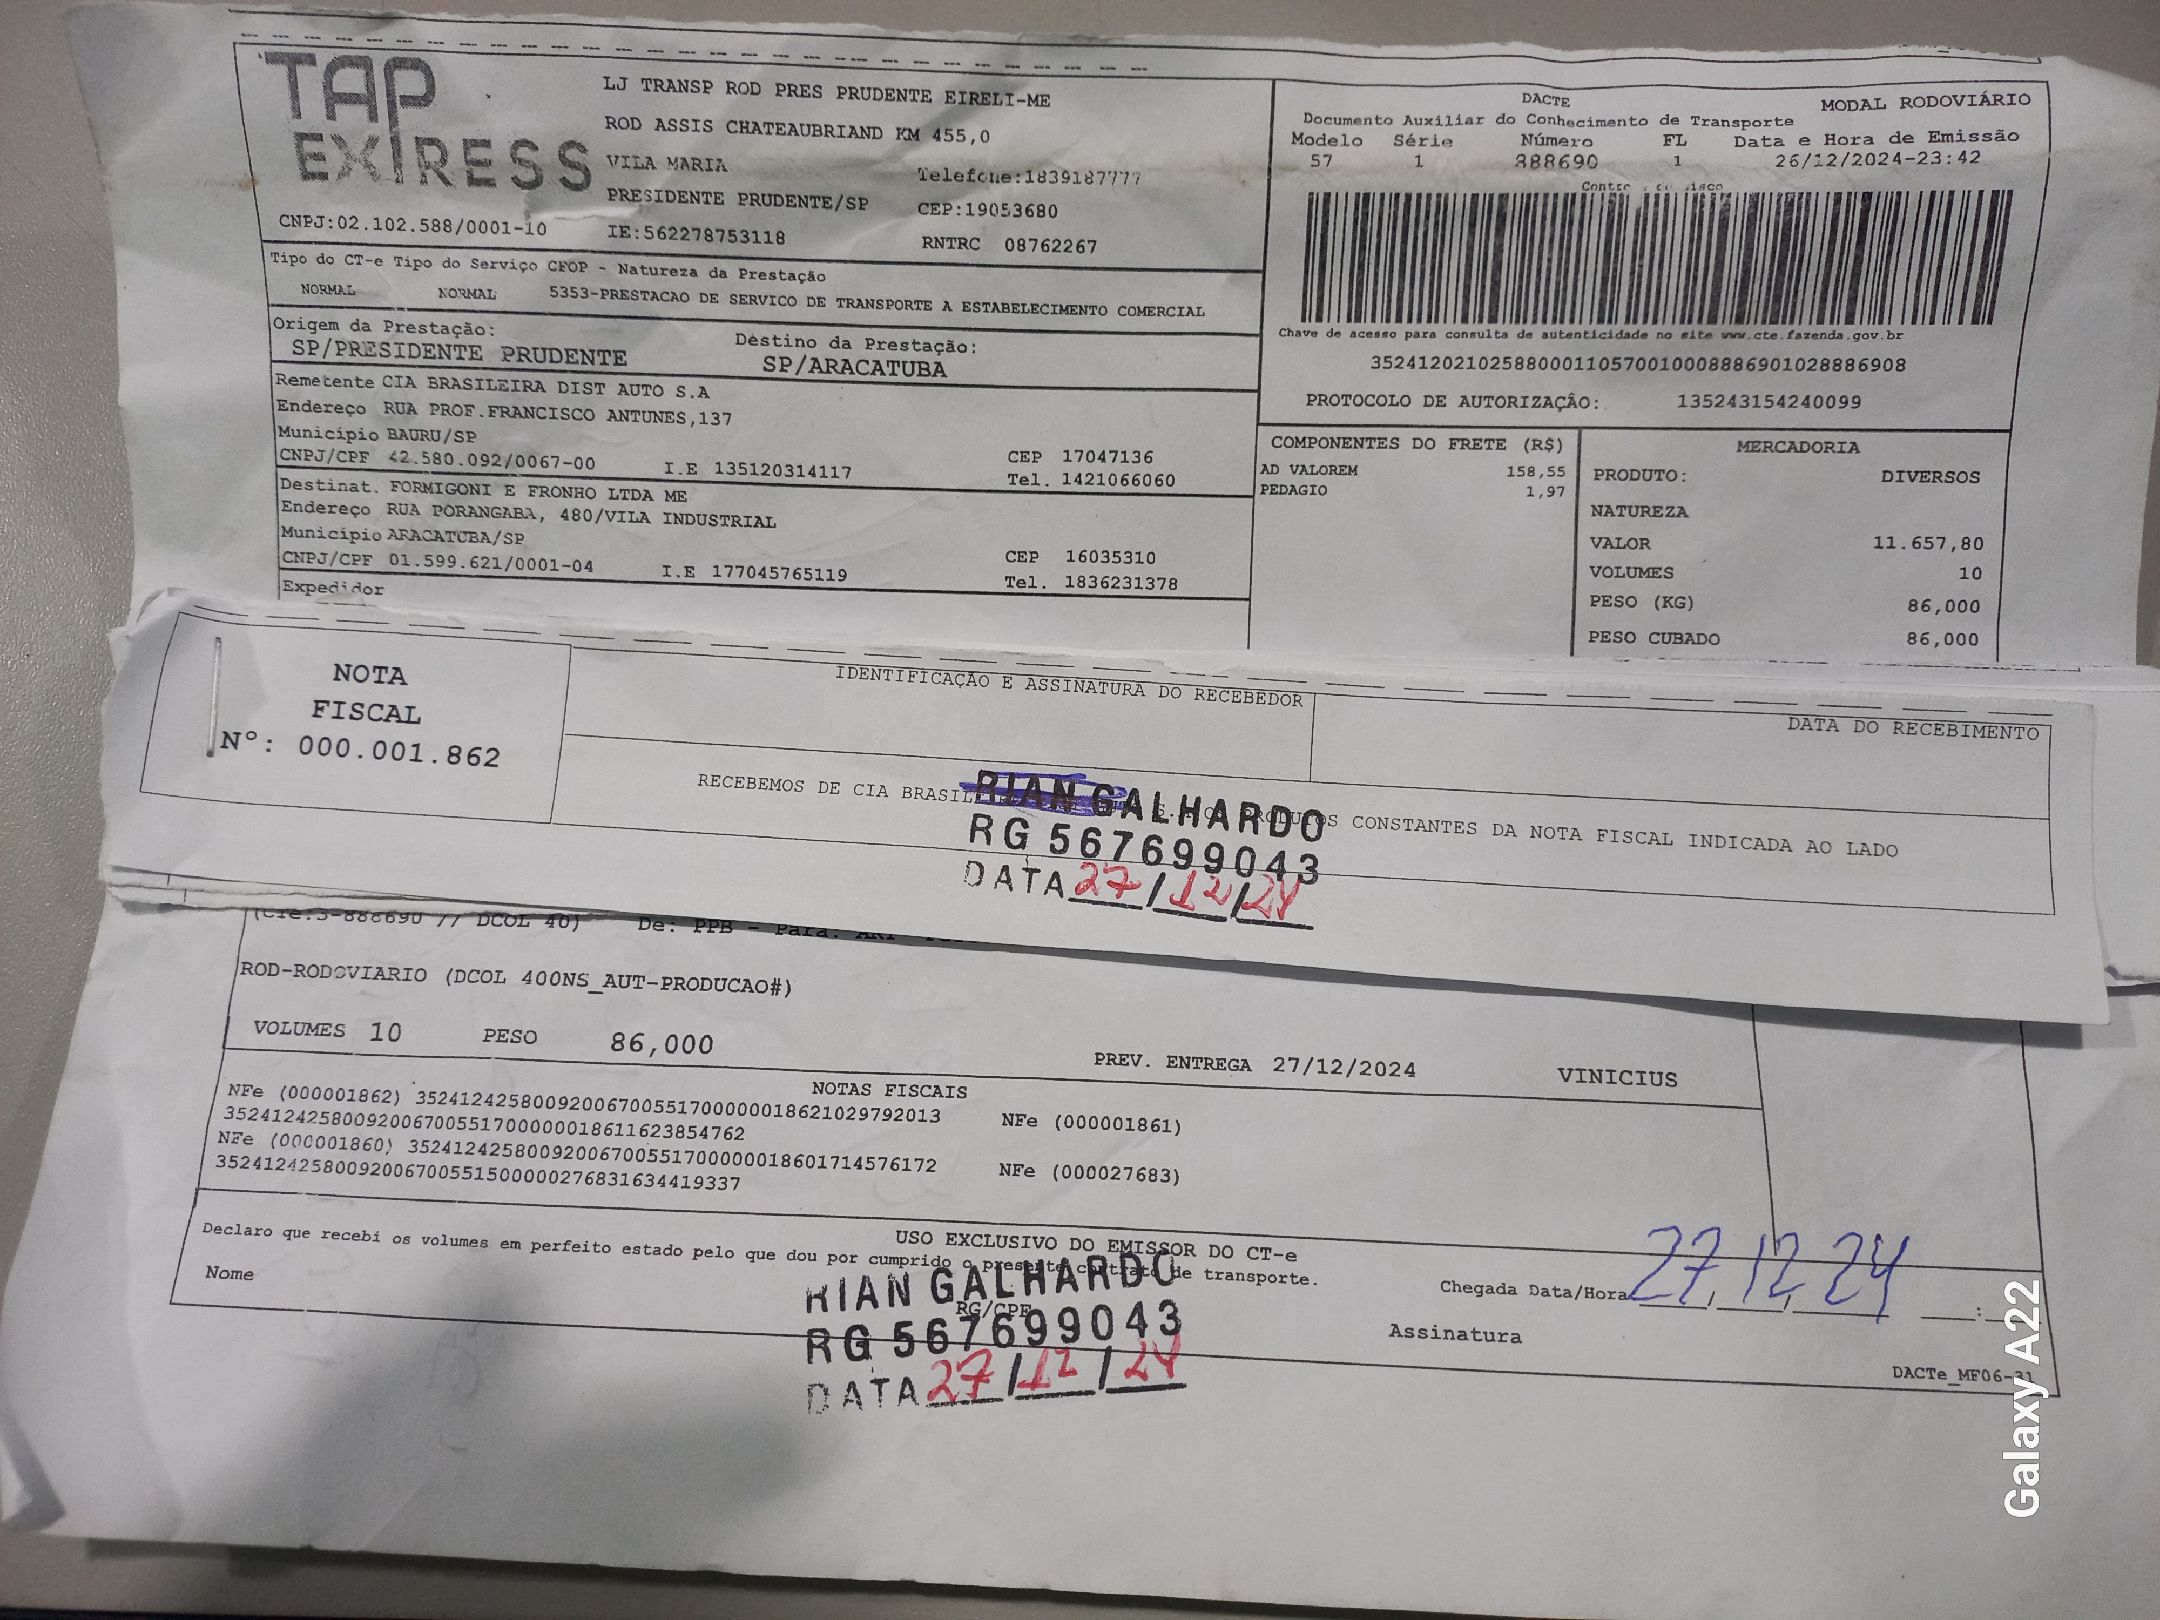 TAP
EXPRESS
LJ TRANSP ROD PRES PRUDENTE EIRELI-ME
ROD ASSIS CHATEAUBRIAND KM 455,0
VILA MARIA Telefone:1839187777
PRESIDENTE PRUDENTE/SP CEP:19053680
CNPJ:02.102.588/0001-10 IE:562278753118 RNTRC 08762267
DACTE MODAL RODOVIÁRIO
Documento Auxiliar do Conhecimento de Transporte
Modelo Série Número FL Data e Hora de Emissão
57 1 888690 1 26/12/2024-23:42
Chave de acesso para consulta de autenticidade no site www.cte.fazenda.gov.br
35241202102588000110570010008886901028886908
PROTOCOLO DE AUTORIZAÇÃO: 135243154240099
Tipo do CT-e Tipo do Serviço CFOP - Natureza da Prestação
NORMAL NORMAL 5353-PRESTACAO DE SERVICO DE TRANSPORTE A ESTABELECIMENTO COMERCIAL
Origem da Prestação: Destino da Prestação:
SP/PRESIDENTE PRUDENTE SP/ARACATUBA
Remetente CIA BRASILEIRA DIST AUTO S.A
Endereço RUA PROF.FRANCISCO ANTUNES,137
Município BAURU/SP CEP 17047136
CNPJ/CPF 42.580.092/0067-00 I.E 135120314117 Tel. 1421066060
Destinat. FORMIGONI E FRONHO LTDA ME
Endereço RUA PORANGABA, 480/VILA INDUSTRIAL
Município ARACATUBA/SP CEP 16035310
CNPJ/CPF 01.599.621/0001-04 I.E 177045765119 Tel. 1836231378
Expedidor
COMPONENTES DO FRETE (R$)
AD VALOREM 158,55
PEDAGIO 1,97
MERCADORIA
PRODUTO: DIVERSOS
NATUREZA
VALOR 11.657,80
VOLUMES 10
PESO (KG) 86,000
PESO CUBADO 86,000
NOTA
FISCAL
Nº: 000.001.862
IDENTIFICAÇÃO E ASSINATURA DO RECEBEDOR
DATA DO RECEBIMENTO
RECEBEMOS DE CIA BRASIL CONSTANTES DA NOTA FISCAL INDICADA AO LADO
RIAN GALHARDO
RG 567699043
DATA 27/12/24
(Cte:3-888690 // DCOL 40) De: PPB - Para:
ROD-RODOVIARIO (DCOL 400NS_AUT-PRODUCAO#)
VOLUMES 10 PESO 86,000 PREV. ENTREGA 27/12/2024 VINICIUS
NOTAS FISCAIS
NFe (000001862) 35241242580092006700551700000018621029792013 NFe (000001861)
35241242580092006700551700000018611623854762
NFe (000001860) 35241242580092006700551700000018601714576172 NFe (000027683)
35241242580092006700551500000276831634419337
USO EXCLUSIVO DO EMISSOR DO CT-e
Declaro que recebi os volumes em perfeito estado pelo que dou por cumprido o presente contrato de transporte.
Nome RG/CPF Chegada Data/Hora 27,12,24 :
RIAN GALHARDO
RG 567699043
DATA 27/12/24
Assinatura
DACTe_MF06-31
Galaxy A22